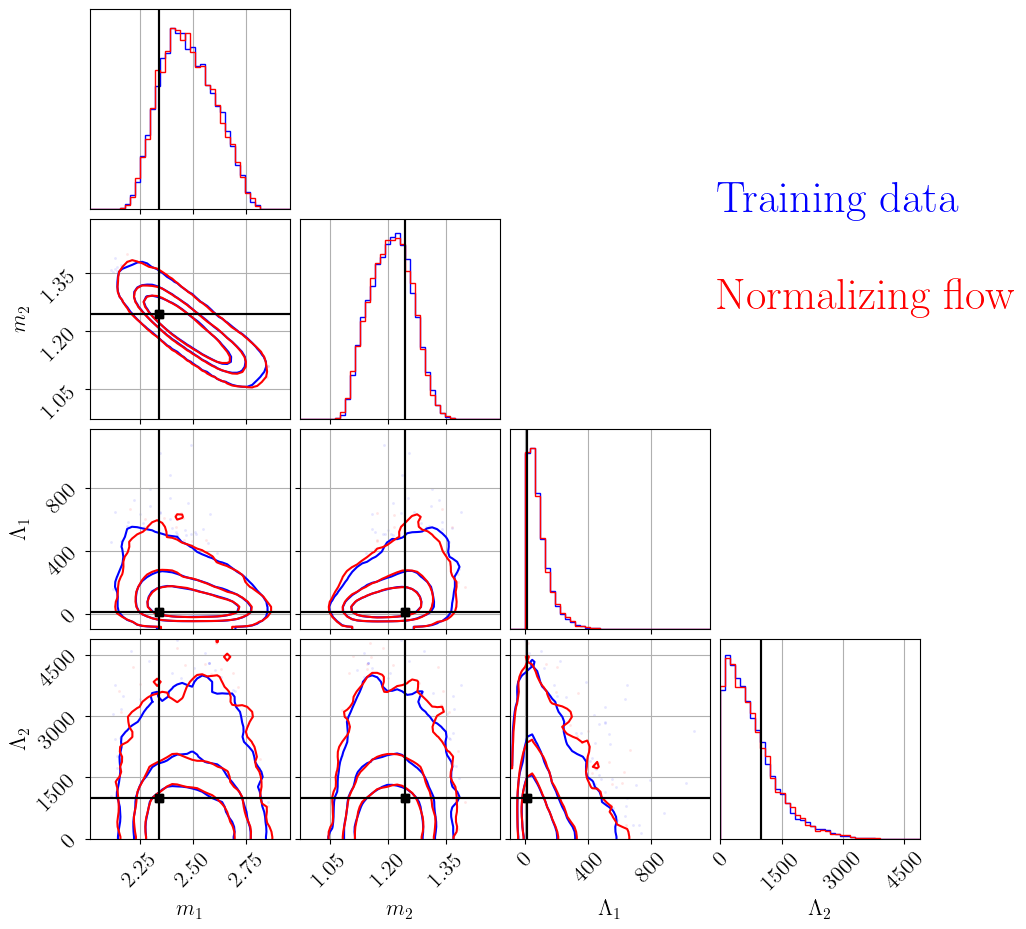 Training data
Normalizing flow
1.35
1.20
1.05
m₂
800
400
0
Λ₁
4500
3000
1500
0
Λ₂
2.25 2.50 2.75
1.05 1.20 1.35
0 400 800
0 1500 3000 4500
m₁ m₂ Λ₁ Λ₂